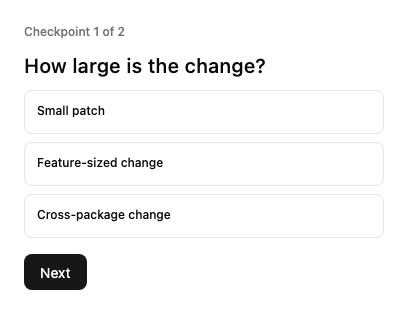 Checkpoint 1 of 2
How large is the change?
Small patch
Feature-sized change
Cross-package change
Next